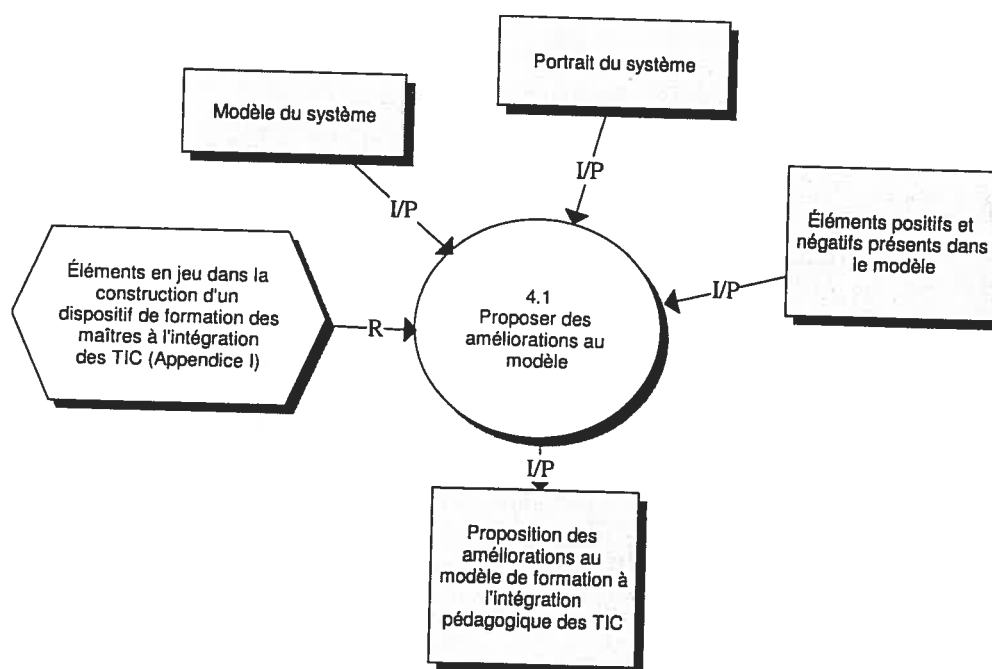 Portrait du système
Modèle du système
I/P
I/P
Éléments positifs et
négatifs présents dans
le modèle
I/P
Éléments en jeu dans la
construction d'un
dispositif de formation des
maîtres à l'intégration
des TIC (Appendice I)
R
4.1
Proposer des
améliorations au
modèle
I/P
Proposition des
améliorations au
modèle de formation à
l'intégration
pédagogique des TIC